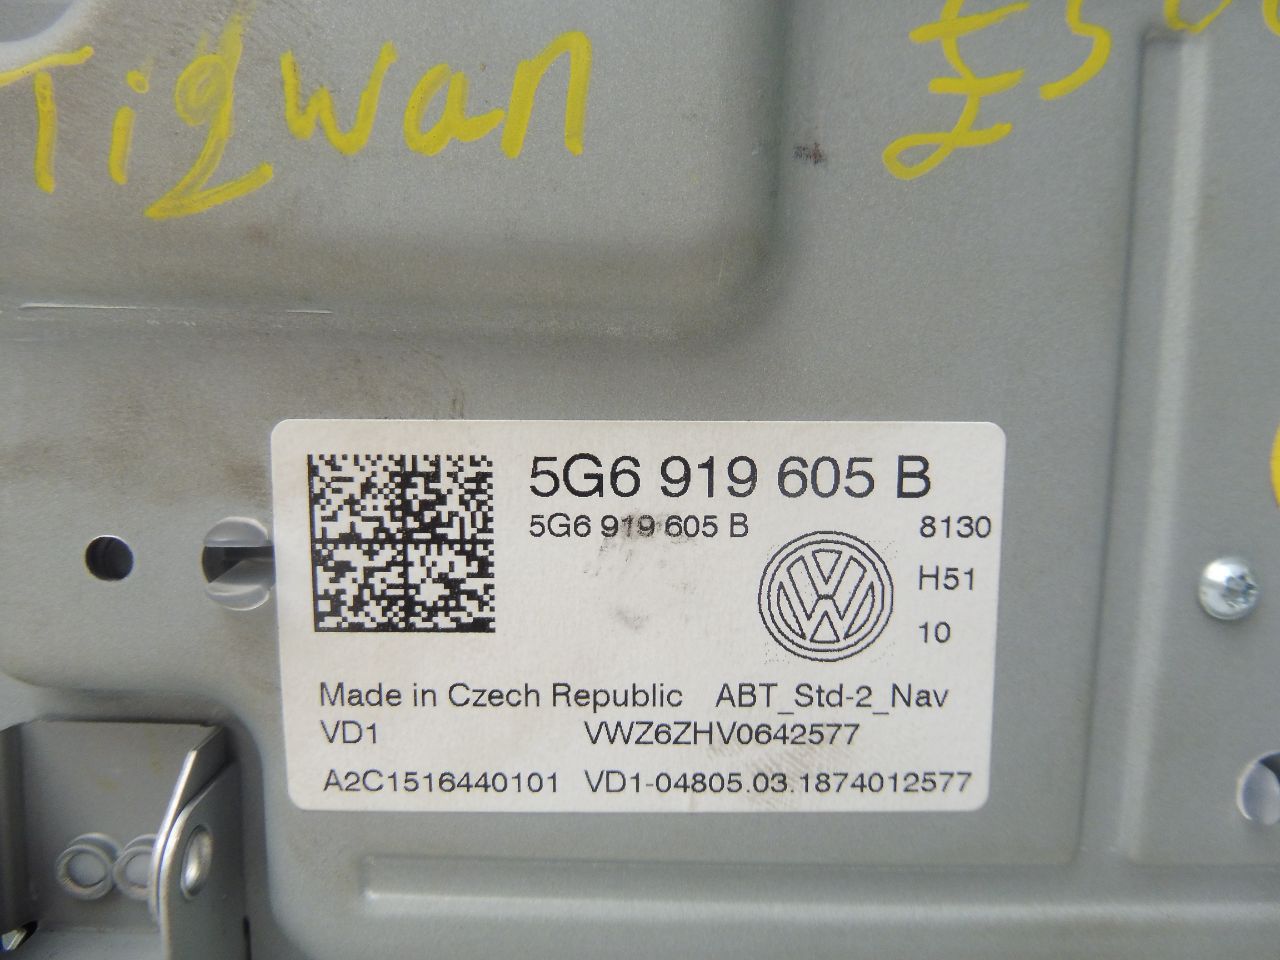 Tigwan
5G6 919 605 B
5G6 919 605 B
8130
H51
10
Made in Czech Republic ABT_Std-2_Nav
VD1 VWZ6ZHV0642577
A2C1516440101 VD1-04805.03.1874012577